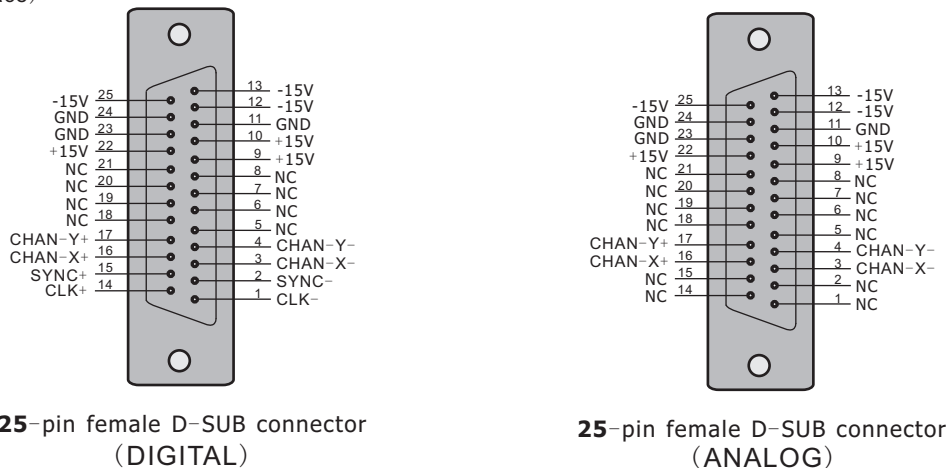 25 -15V
24 GND
23 GND
22 +15V
21 NC
20 NC
19 NC
18 NC
17 CHAN-Y+
16 CHAN-X+
15 SYNC+
14 CLK+
13 -15V
12 -15V
11 GND
10 +15V
9 +15V
8 NC
7 NC
6 NC
5 NC
4 CHAN-Y-
3 CHAN-X-
2 SYNC-
1 CLK-
25-pin female D-SUB connector
(DIGITAL)
25 -15V
24 GND
23 GND
22 +15V
21 NC
20 NC
19 NC
18 NC
17 CHAN-Y+
16 CHAN-X+
15 NC
14 NC
13 -15V
12 -15V
11 GND
10 +15V
9 +15V
8 NC
7 NC
6 NC
5 NC
4 CHAN-Y-
3 CHAN-X-
2 NC
1 NC
25-pin female D-SUB connector
(ANALOG)